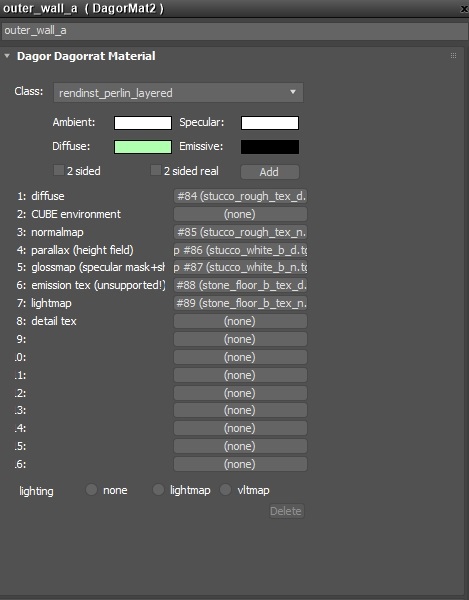 outer_wall_a ( DagorMat2 )
outer_wall_a
Dagor Dagorrat Material
Class: rendinst_perlin_layered
Ambient: Specular:
Diffuse: Emissive:
2 sided 2 sided real Add
1: diffuse #84 (stucco_rough_tex_d.
2: CUBE environment (none)
3: normalmap #85 (stucco_rough_tex_n.
4: parallax (height field) p #86 (stucco_white_b_d.tg
5: glossmap (specular mask+sh p #87 (stucco_white_b_n.tg
6: emission tex (unsupported!) #88 (stone_floor_b_tex_d.
7: lightmap #89 (stone_floor_b_tex_n.
8: detail tex (none)
9: (none)
.0: (none)
.1: (none)
.2: (none)
.3: (none)
.4: (none)
.5: (none)
.6: (none)
lighting none lightmap vltmap
Delete